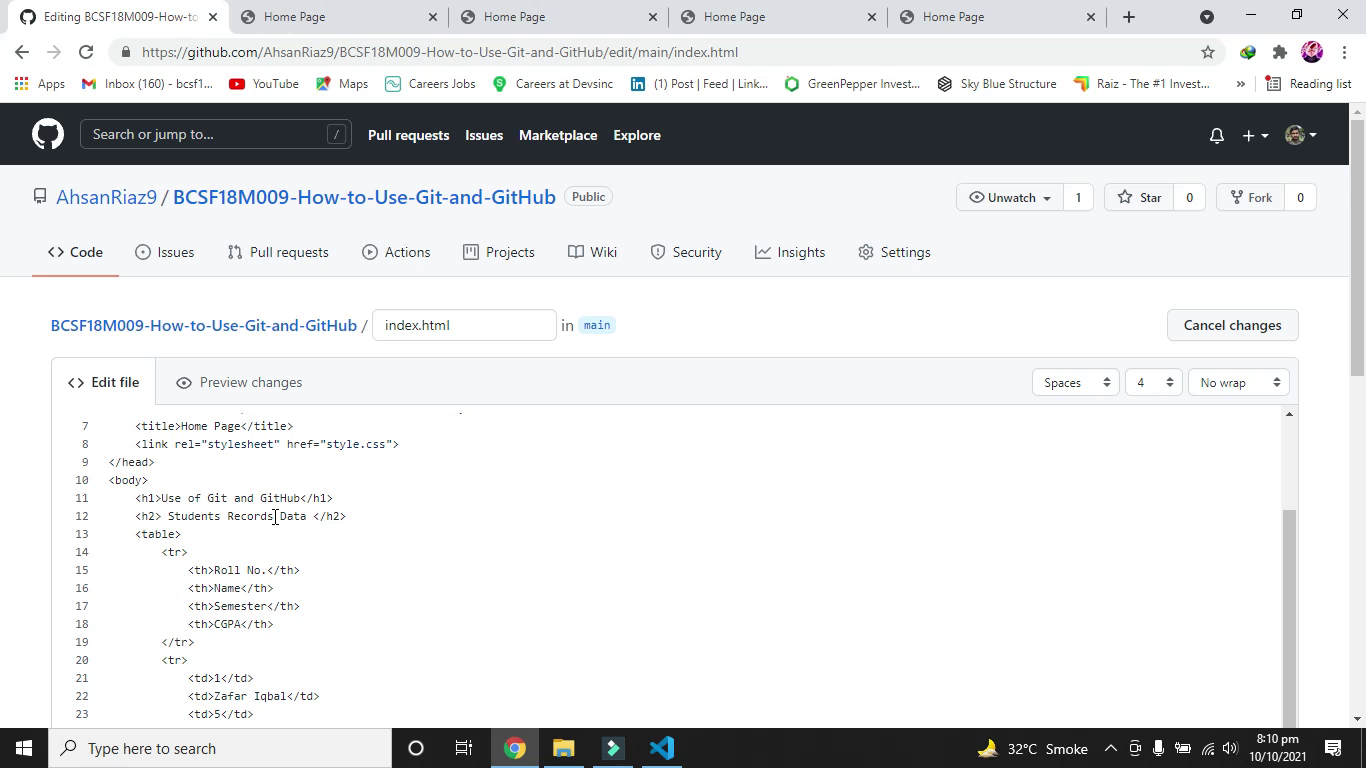 Editing BCSF18M009-How-to
Home Page
Home Page
Home Page
Home Page
https://github.com/AhsanRiaz9/BCSF18M009-How-to-Use-Git-and-GitHub/edit/main/index.html
Apps
Inbox (160) - bcsf1...
YouTube
Maps
Careers Jobs
Careers at Devsinc
(1) Post | Feed | Link...
GreenPepper Invest...
Sky Blue Structure
Raiz - The #1 Invest...
»
Reading list
Search or jump to...
/
Pull requests
Issues
Marketplace
Explore
AhsanRiaz9 / BCSF18M009-How-to-Use-Git-and-GitHub
Public
Unwatch
1
Star
0
Fork
0
<> Code
Issues
Pull requests
Actions
Projects
Wiki
Security
Insights
Settings
BCSF18M009-How-to-Use-Git-and-GitHub / index.html in main
Cancel changes
<> Edit file
Preview changes
Spaces
4
No wrap
7 <title>Home Page</title>
8 <link rel="stylesheet" href="style.css">
9 </head>
10 <body>
11 <h1>Use of Git and GitHub</h1>
12 <h2> Students Records Data </h2>
13 <table>
14 <tr>
15 <th>Roll No.</th>
16 <th>Name</th>
17 <th>Semester</th>
18 <th>CGPA</th>
19 </tr>
20 <tr>
21 <td>1</td>
22 <td>Zafar Iqbal</td>
23 <td>5</td>
Type here to search
32°C Smoke
8:10 pm
10/10/2021